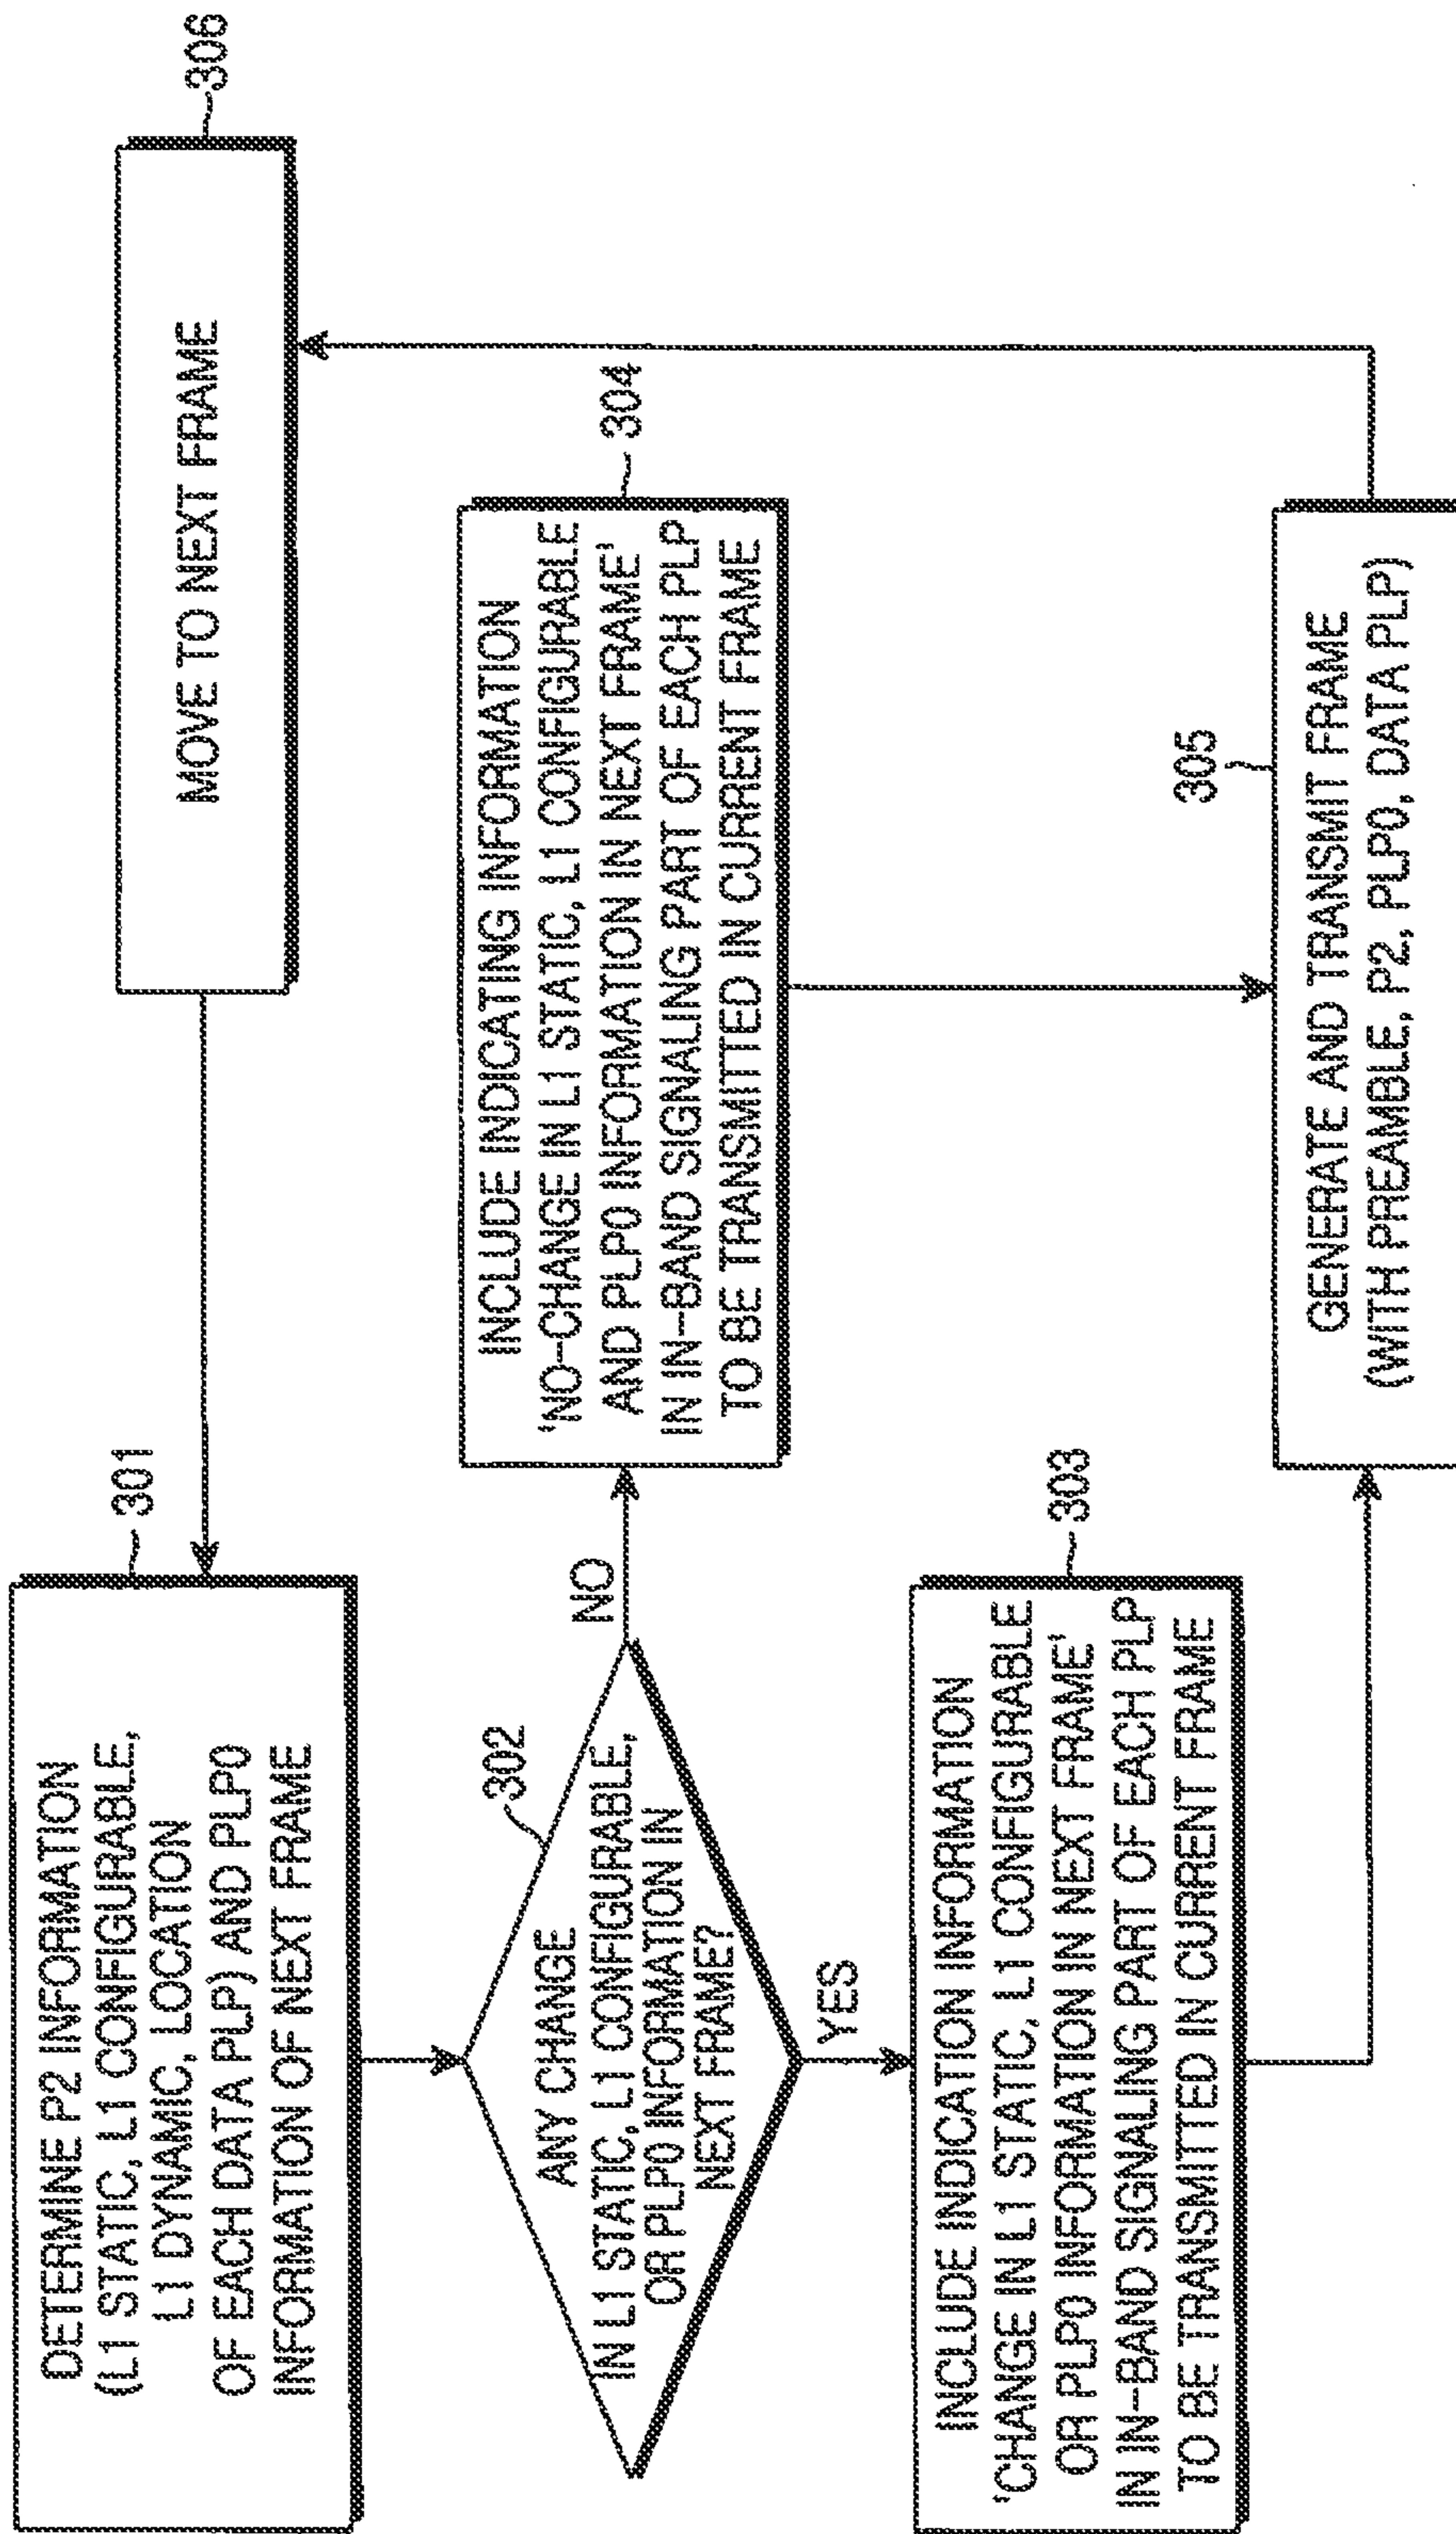 DETERMINE P2 INFORMATION
(L1 STATIC, L1 CONFIGURABLE,
L1 DYNAMIC, LOCATION
OF EACH DATA PLP) AND PLP0
INFORMATION OF NEXT FRAME
301
ANY CHANGE
IN L1 STATIC, L1 CONFIGURABLE,
OR PLP0 INFORMATION IN
NEXT FRAME?
302
NO
YES
INCLUDE INDICATION INFORMATION
'CHANGE IN L1 STATIC, L1 CONFIGURABLE
OR PLP0 INFORMATION IN NEXT FRAME'
IN IN-BAND SIGNALING PART OF EACH PLP
TO BE TRANSMITTED IN CURRENT FRAME
303
INCLUDE INDICATING INFORMATION
'NO-CHANGE IN L1 STATIC, L1 CONFIGURABLE
AND PLP0 INFORMATION IN NEXT FRAME'
IN IN-BAND SIGNALING PART OF EACH PLP
TO BE TRANSMITTED IN CURRENT FRAME
304
GENERATE AND TRANSMIT FRAME
(WITH PREAMBLE, P2, PLP0, DATA PLP)
305
MOVE TO NEXT FRAME
306